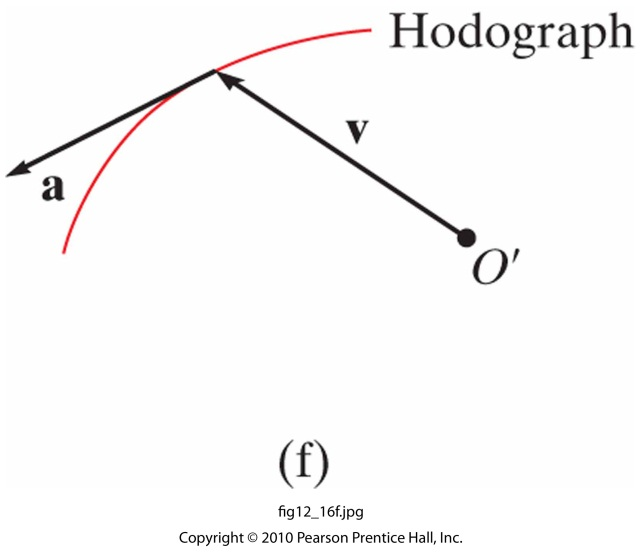 Hodograph
v
a
O′
(f)
fig12_16f.jpg
Copyright © 2010 Pearson Prentice Hall, Inc.